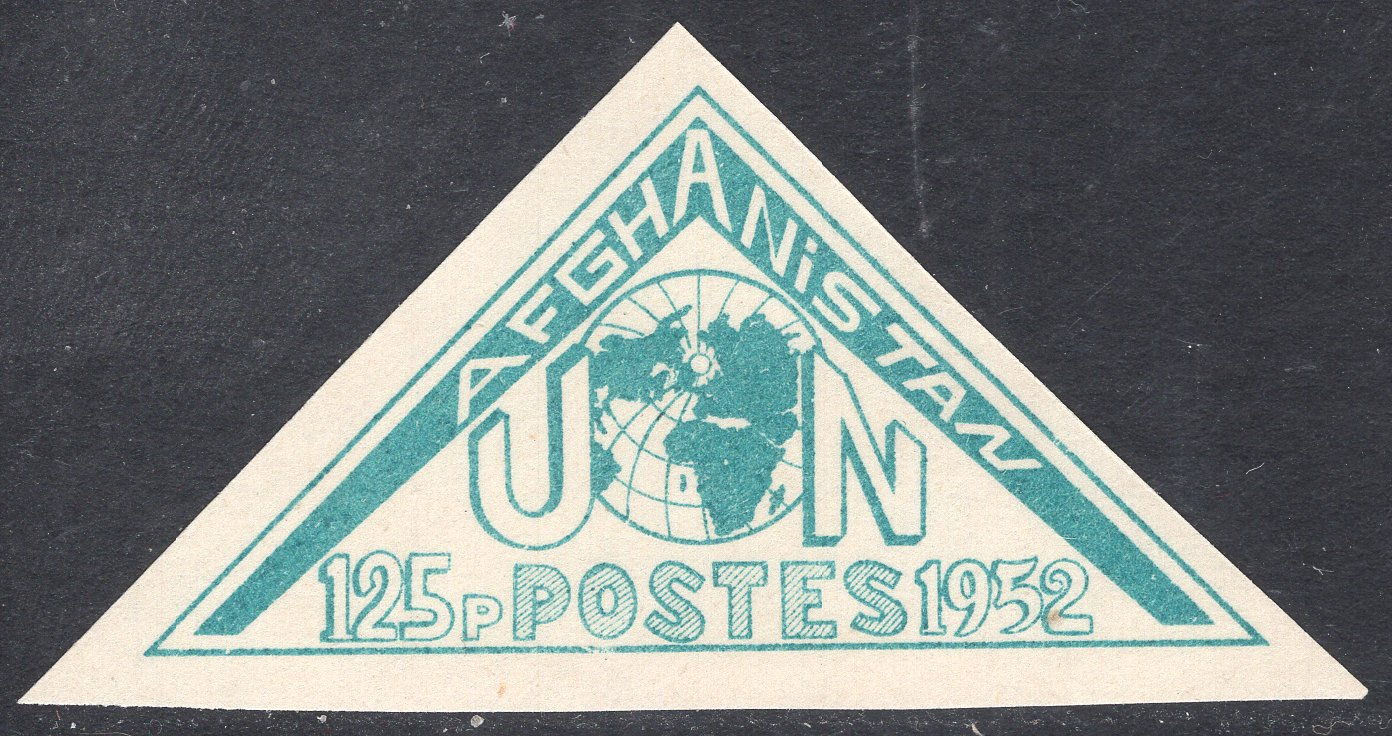 AFGHANiSTAN
UN
125P POSTES 1952